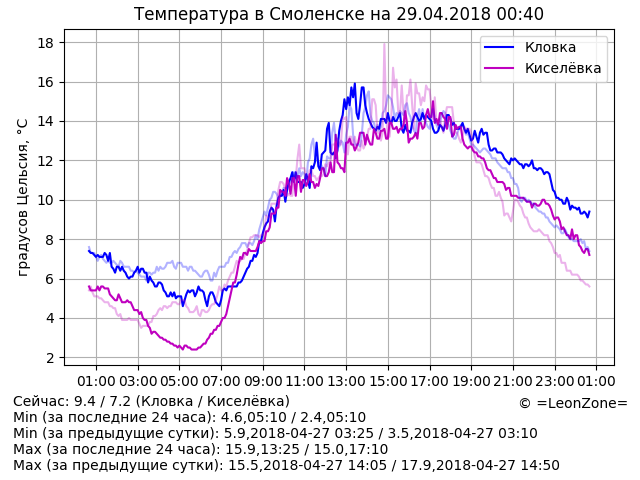 Температура в Смоленске на 29.04.2018 00:40
градусов Цельсия, °C
18
16
14
12
10
8
6
4
2
Кловка
Киселёвка
01:00 03:00 05:00 07:00 09:00 11:00 13:00 15:00 17:00 19:00 21:00 23:00 01:00
Сейчас: 9.4 / 7.2 (Кловка / Киселёвка)
© =LeonZone=
Min (за последние 24 часа): 4.6,05:10 / 2.4,05:10
Min (за предыдущие сутки): 5.9,2018-04-27 03:25 / 3.5,2018-04-27 03:10
Max (за последние 24 часа): 15.9,13:25 / 15.0,17:10
Max (за предыдущие сутки): 15.5,2018-04-27 14:05 / 17.9,2018-04-27 14:50